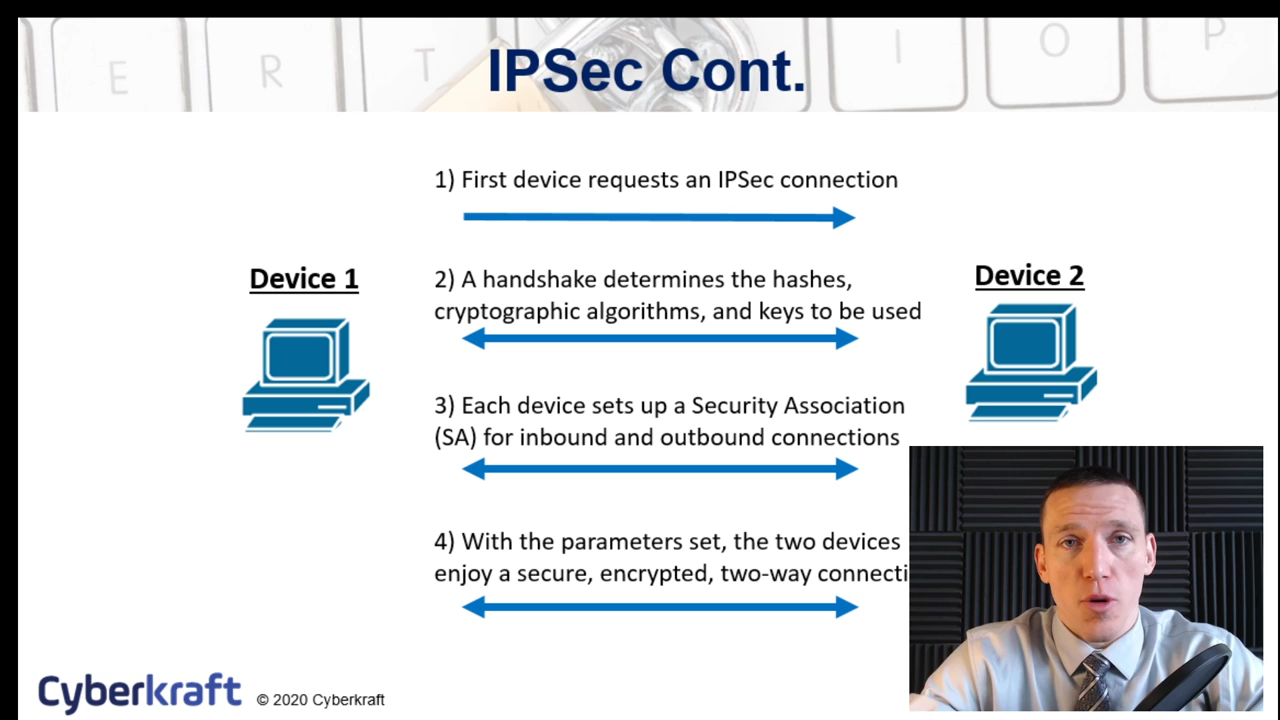 E R T I O P
IPSec Cont.
1) First device requests an IPSec connection
Device 1
2) A handshake determines the hashes,
cryptographic algorithms, and keys to be used
Device 2
3) Each device sets up a Security Association
(SA) for inbound and outbound connections
4) With the parameters set, the two devices
enjoy a secure, encrypted, two-way connecti
Cyberkraft © 2020 Cyberkraft